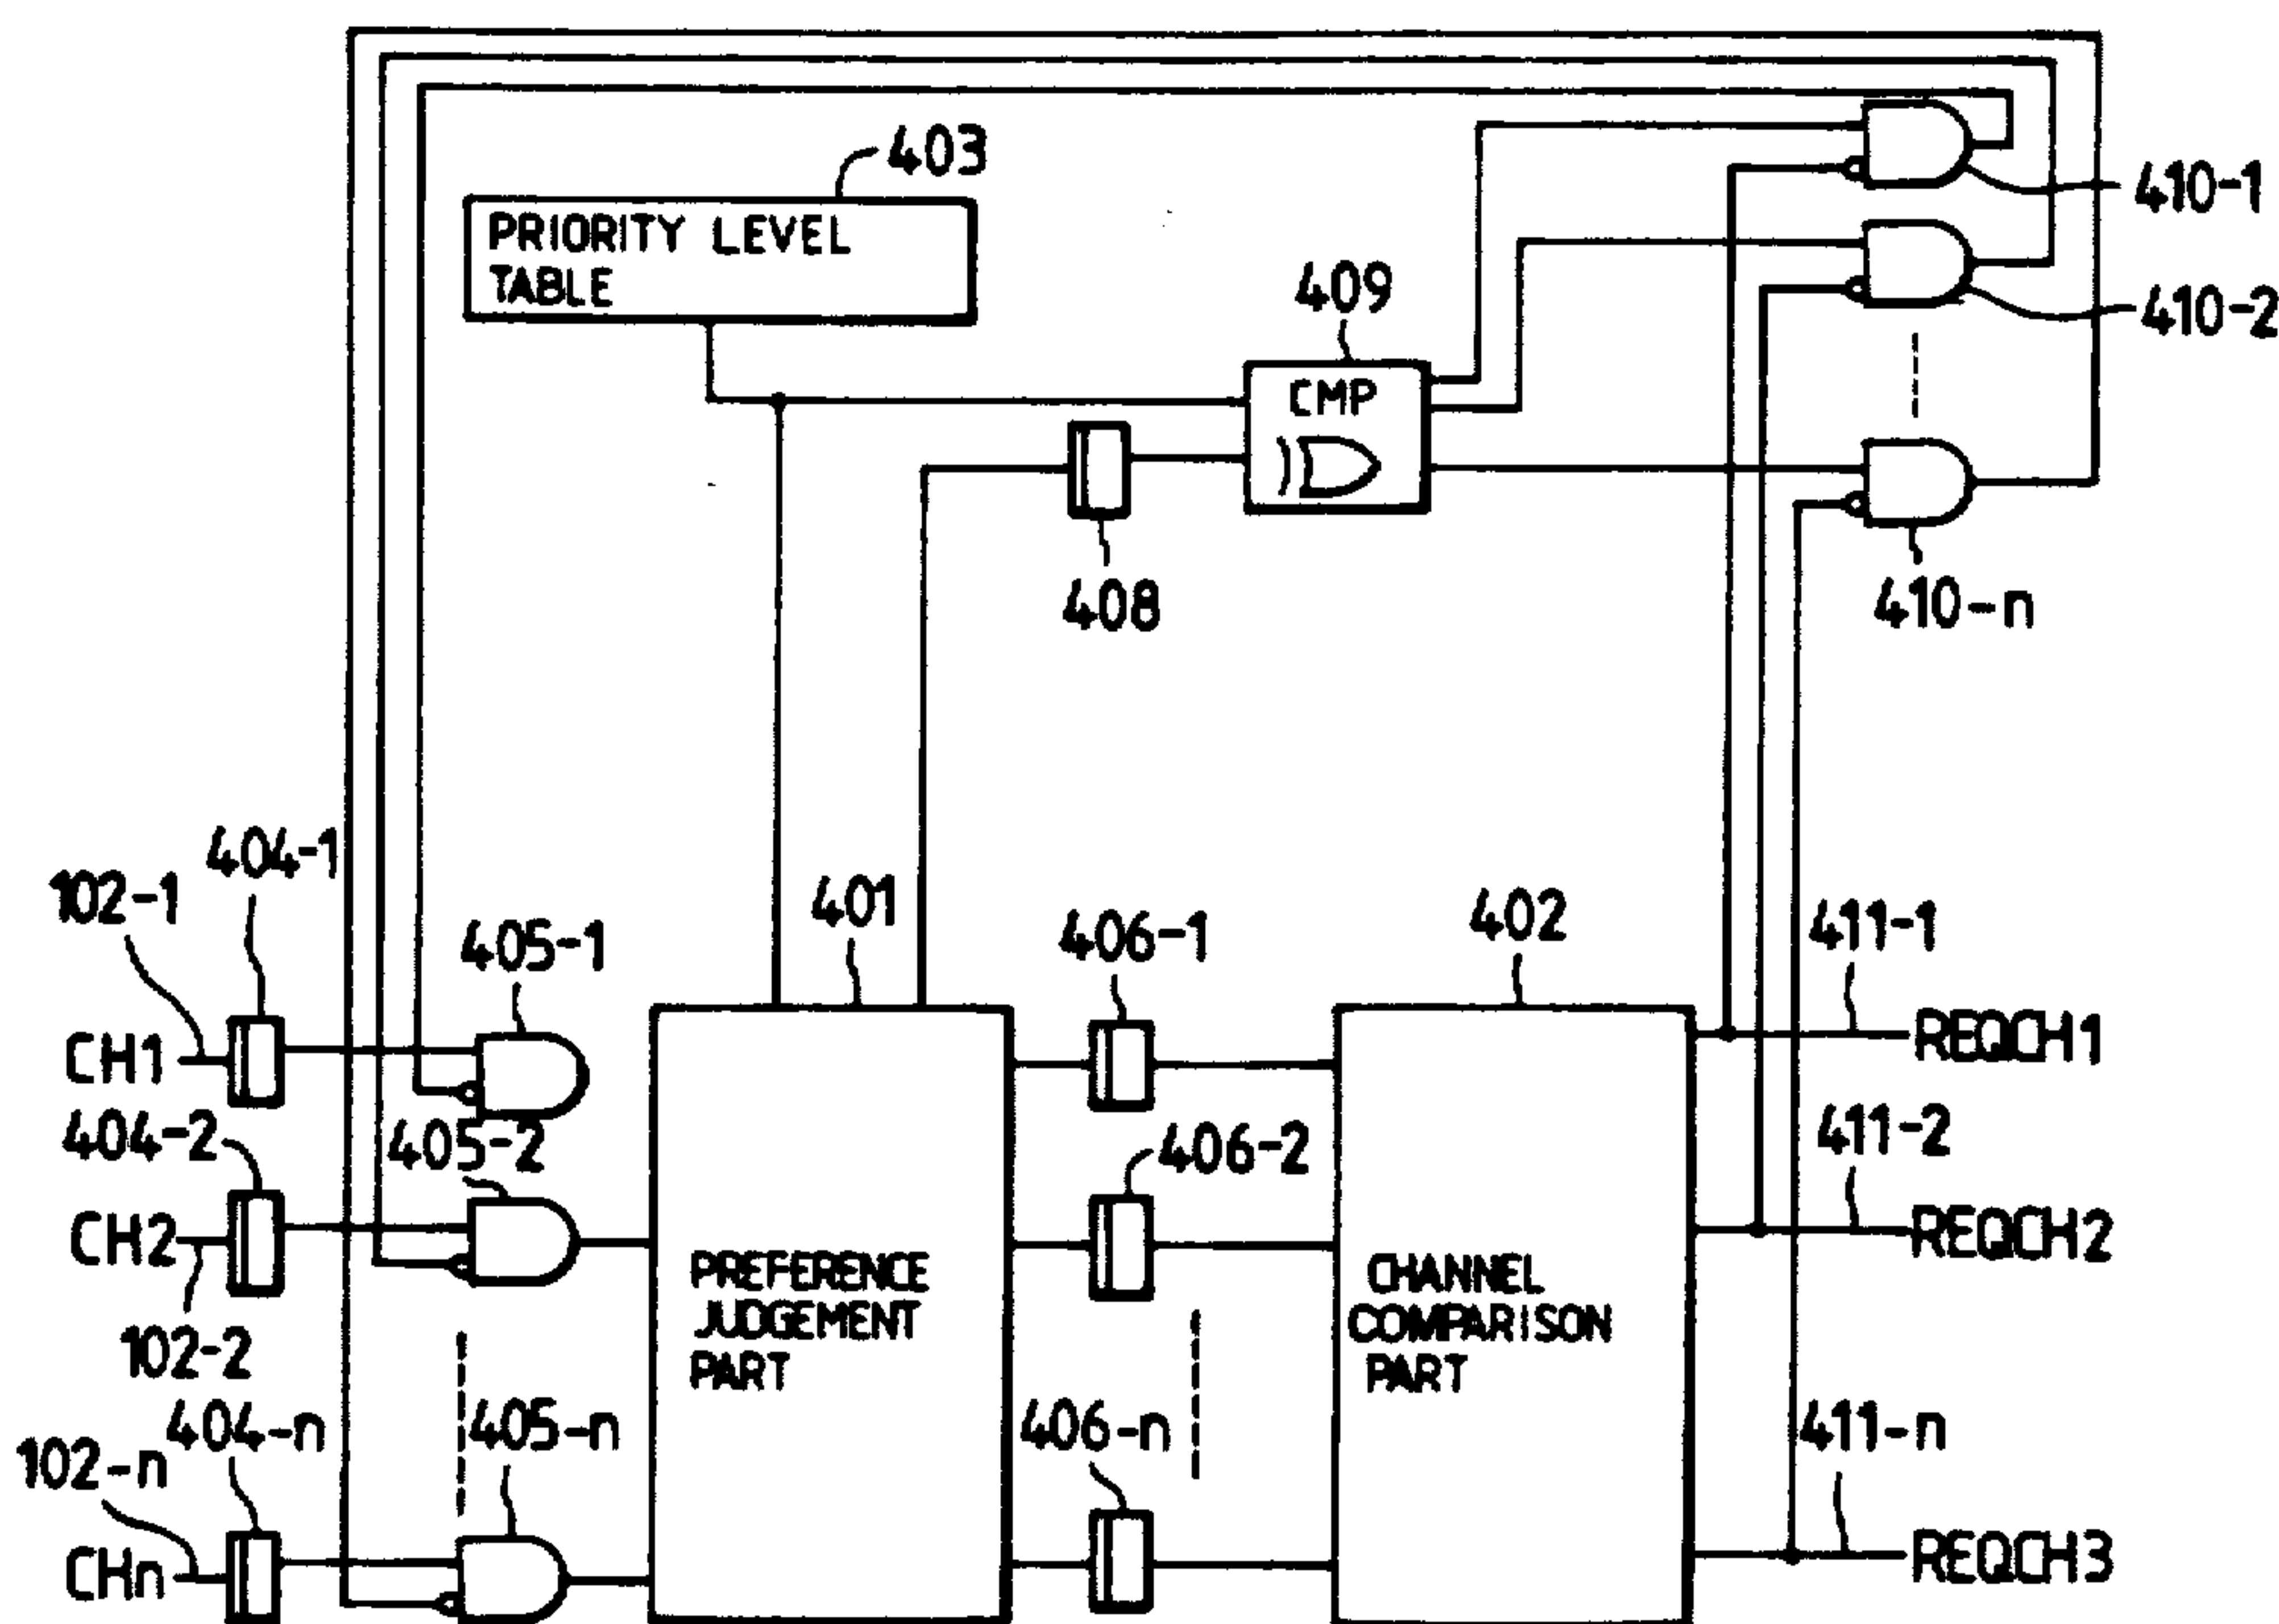 403
PRIORITY LEVEL
TABLE
410-1
410-2
409
CMP
408
410-n
404-1
102-1
405-1
401
406-1
402
411-1
CH1
REQCH1
404-2
405-2
406-2
411-2
CH2
REQCH2
102-2
PREFERENCE
JUDGEMENT
PART
CHANNEL
COMPARISON
PART
404-n
102-n
405-n
406-n
411-n
CHn
REQCH3